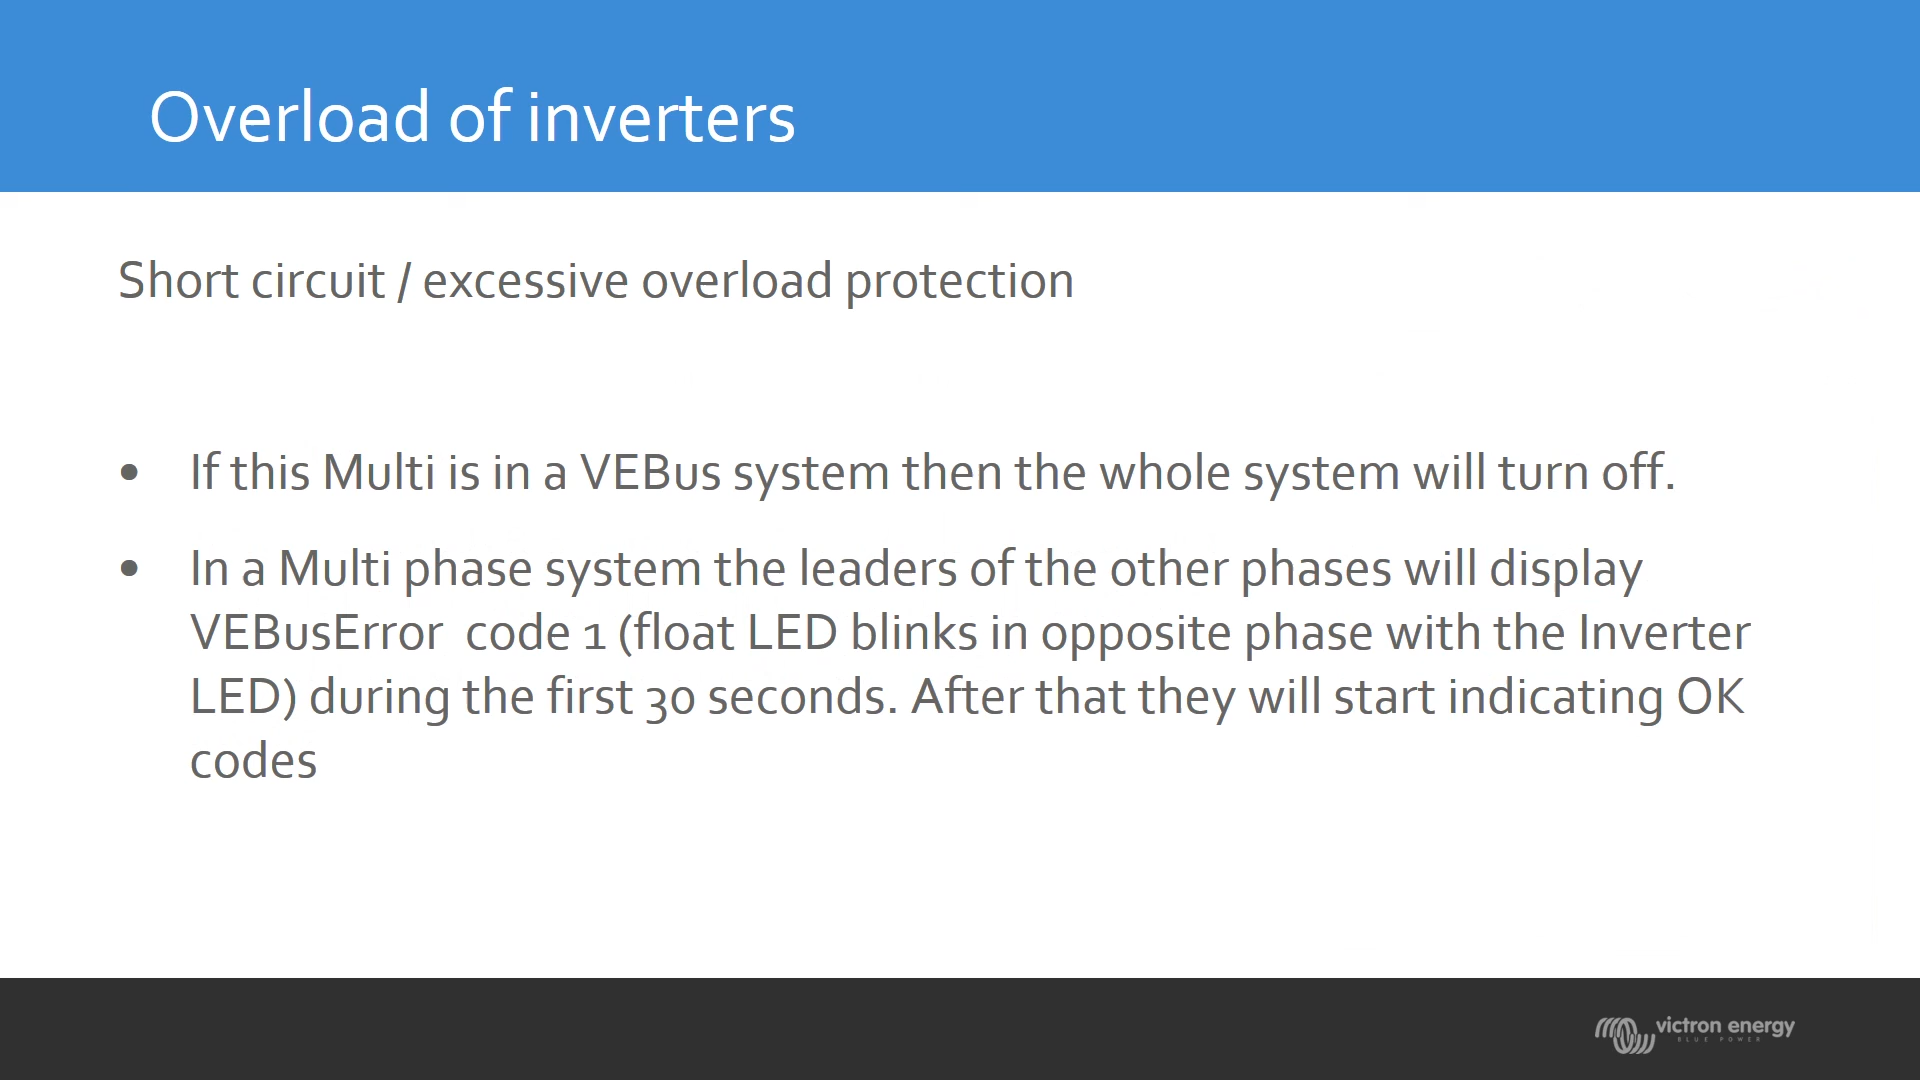 Overload of inverters
Short circuit / excessive overload protection
• If this Multi is in a VEBus system then the whole system will turn off.
• In a Multi phase system the leaders of the other phases will display
VEBusError  code 1 (float LED blinks in opposite phase with the Inverter
LED) during the first 30 seconds. After that they will start indicating OK
codes
victron energy
BLUE POWER